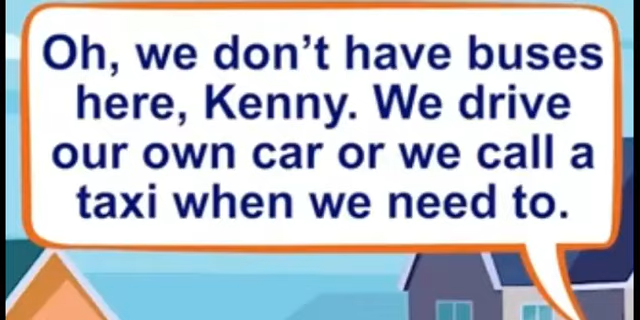 Oh, we don't have buses
here, Kenny. We drive
our own car or we call a
taxi when we need to.